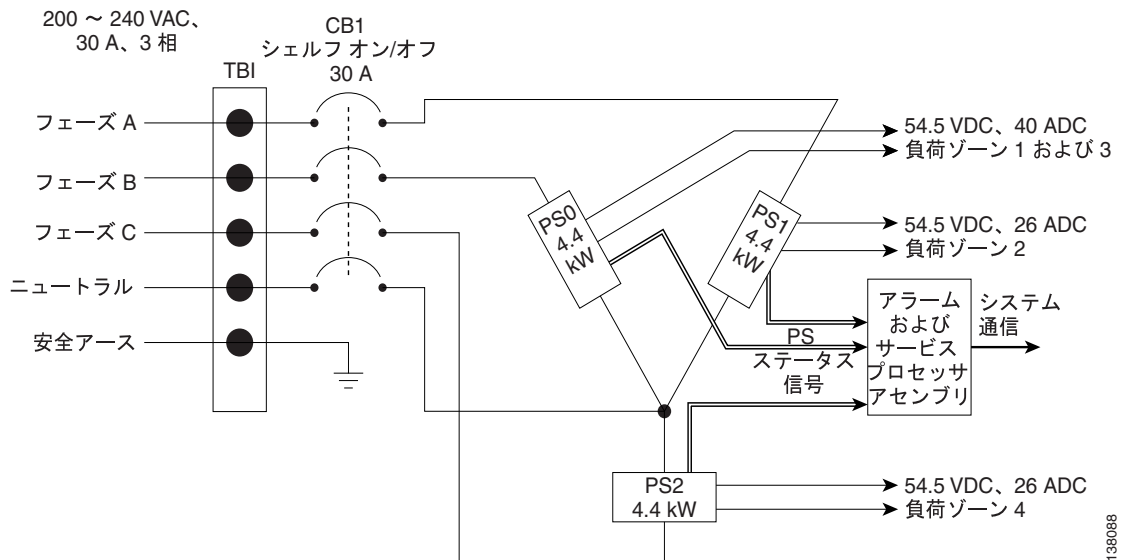 200 ～ 240 VAC、
30 A、3 相
TBI
CB1
シェルフ オン/オフ
30 A
フェーズ A
フェーズ B
フェーズ C
ニュートラル
安全アース
PS0
4.4
kW
PS1
4.4
kW
54.5 VDC、40 ADC
負荷ゾーン 1 および 3
54.5 VDC、26 ADC
負荷ゾーン 2
アラーム
および
サービス
プロセッサ
アセンブリ
システム
通信
PS
ステータス
信号
PS2
4.4 kW
54.5 VDC、26 ADC
負荷ゾーン 4
138088